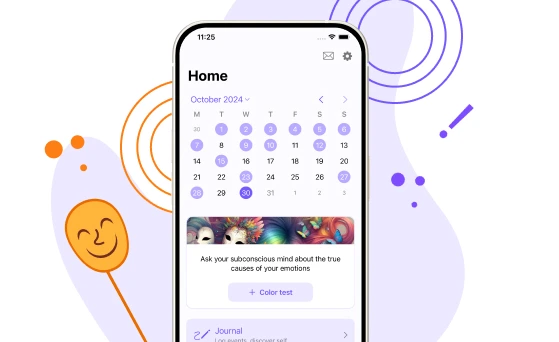 11:25
Home
October 2024
M T W T F S S
30 1 2 3 4 5 6
7 8 9 10 11 12 13
14 15 16 17 18 19 20
21 22 23 24 25 26 27
28 29 30 31 1 2 3
Ask your subconscious mind about the true
causes of your emotions
+ Color test
Journal
Log events, discover self